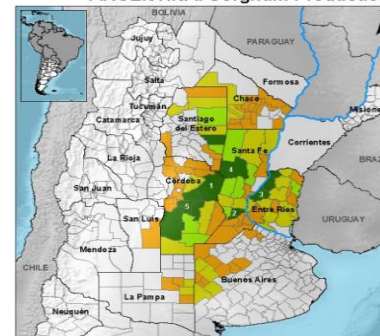 BOLIVIA
PARAGUAY
Jujuy
Formosa
Salta
Chaco
Tucumán
Santiago
del Estero
Catamarca
Corrientes
Santa Fe
La Rioja
4
Córdoba
1
San Juan
3
5
2
Entre Ríos
San Luis
URUGUAY
Mendoza
CHILE
Buenos Aires
La Pampa
Neuquén